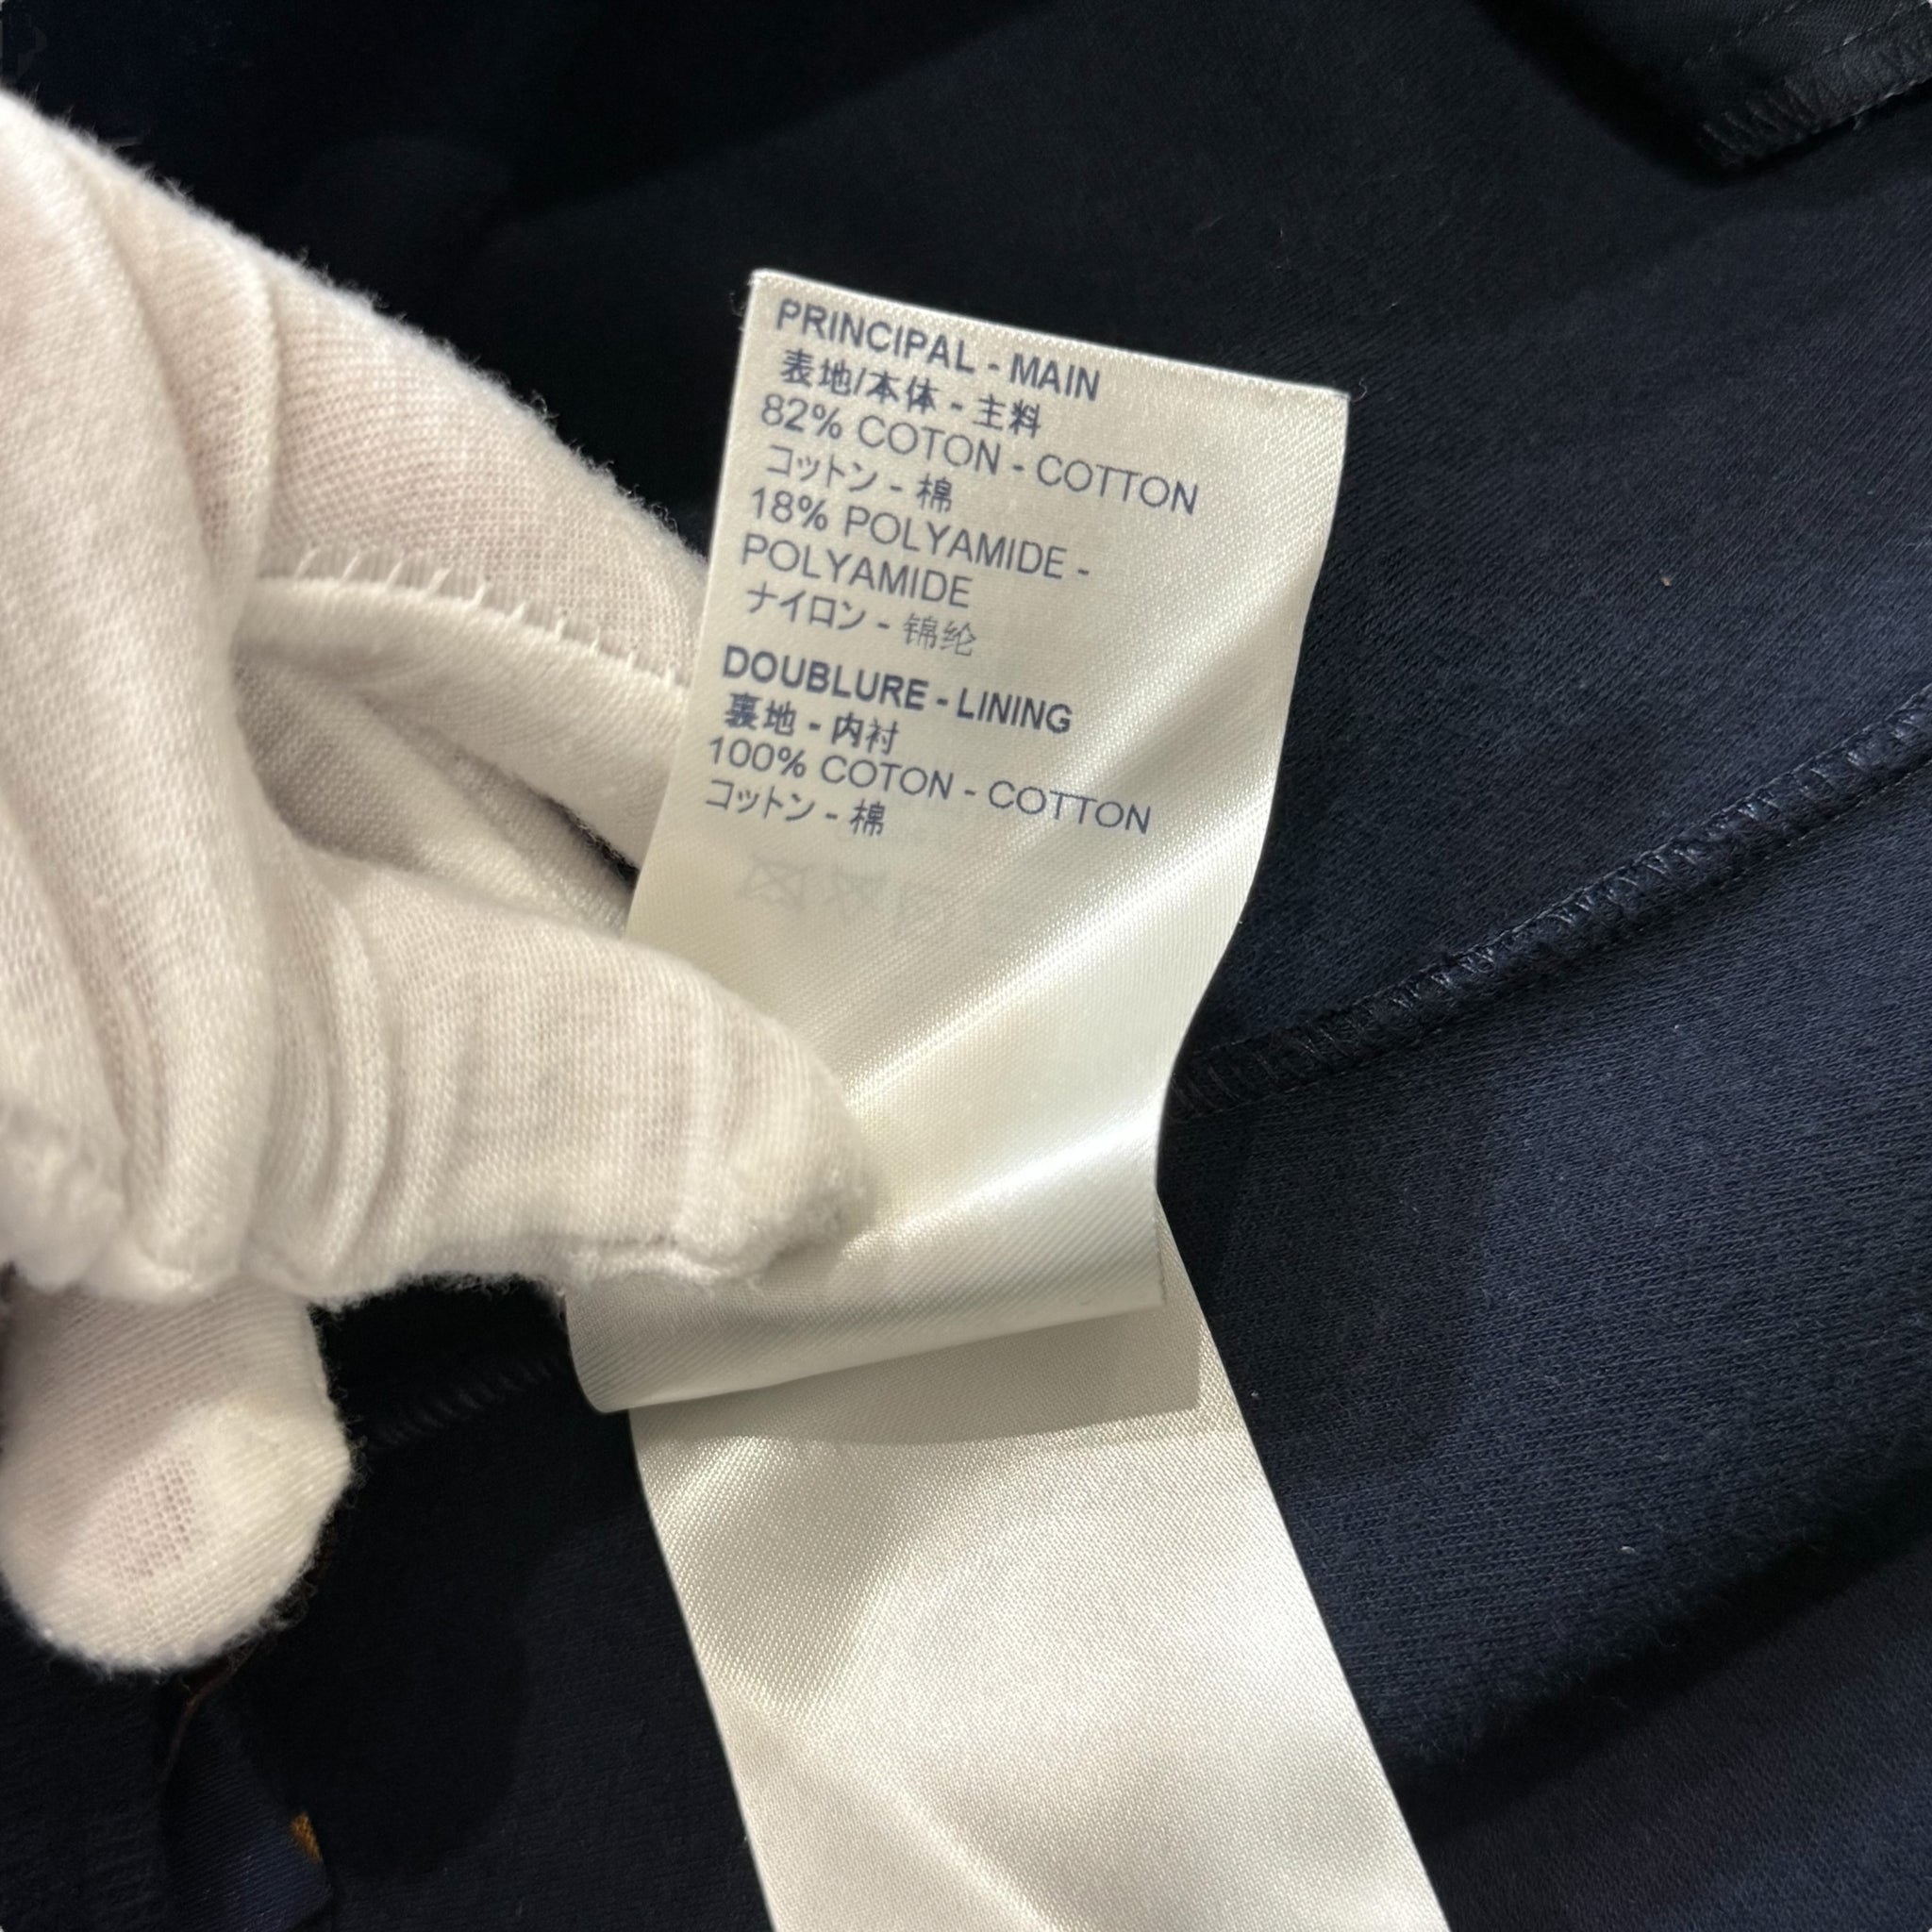 PRINCIPAL - MAIN
表地/本体 - 主料
82% COTON - COTTON
コットン - 棉
18% POLYAMIDE -
POLYAMIDE
ナイロン - 锦纶
DOUBLURE - LINING
裏地 - 内衬
100% COTON - COTTON
コットン - 棉